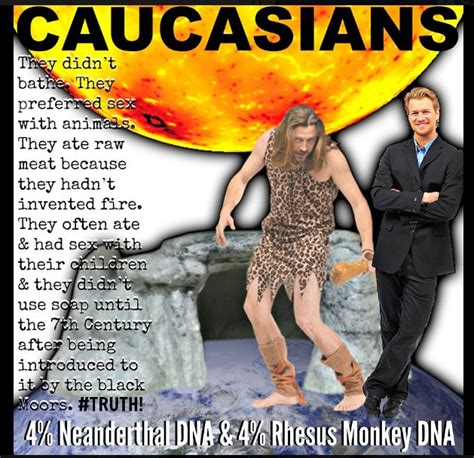 CAUCASIANS
They didn't
bathe. They
preferred sex
with animals.
They ate raw
meat because
they hadn't
invented fire.
They often ate
& had sex with
their children
& they didn't
use soap until
the 7th Century
after being
introduced to
it by the black
Moors. #TRUTH!
4% Neanderthal DNA & 4% Rhesus Monkey DNA